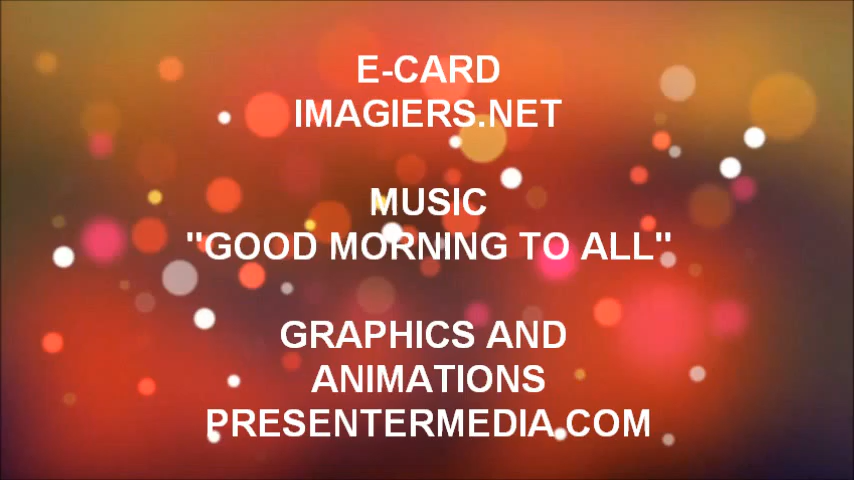 E-CARD
IMAGIERS.NET
MUSIC
"GOOD MORNING TO ALL"
GRAPHICS AND
ANIMATIONS
PRESENTERMEDIA.COM